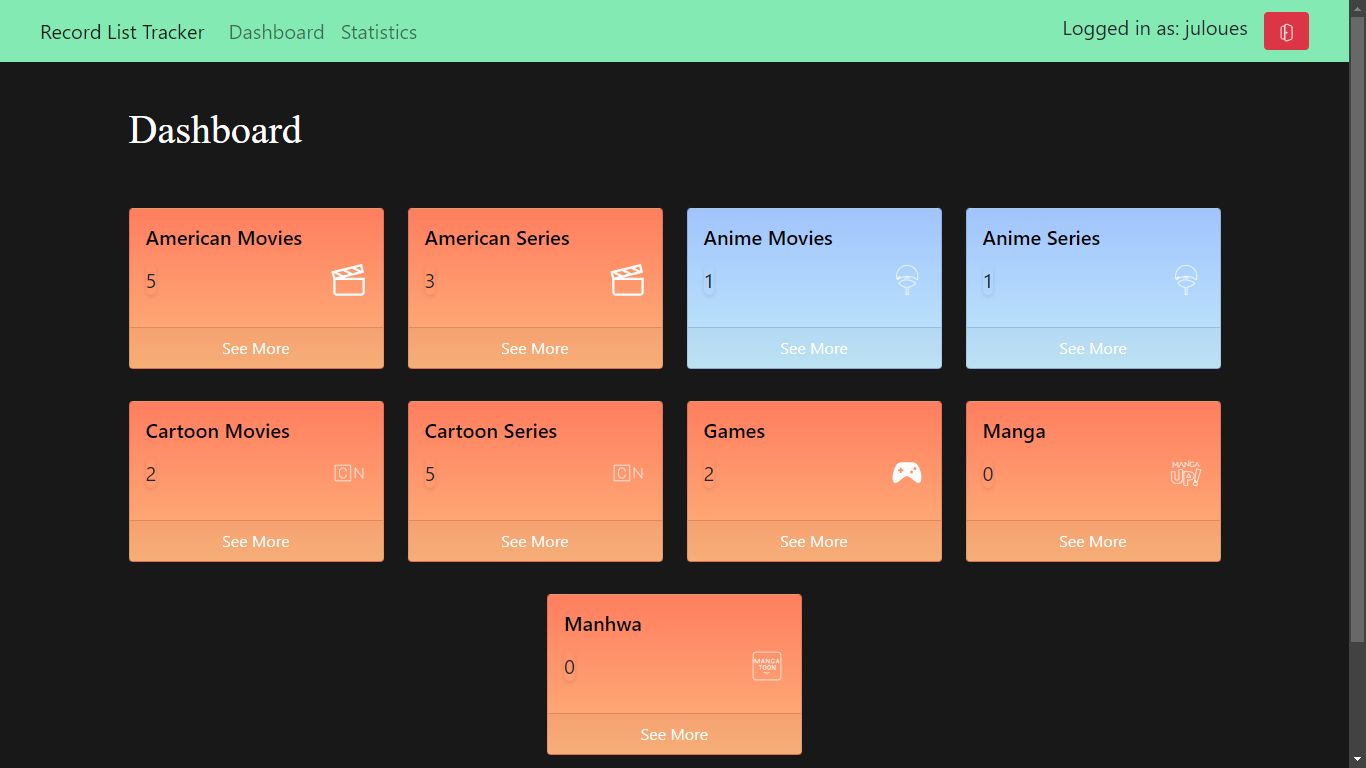 Record List Tracker Dashboard Statistics Logged in as: juloues
Dashboard
American Movies
5
See More
American Series
3
See More
Anime Movies
1
See More
Anime Series
1
See More
Cartoon Movies
2
CN
See More
Cartoon Series
5
CN
See More
Games
2
See More
Manga
0
MANGA
UP!
See More
Manhwa
0
MANGA
TOON
See More